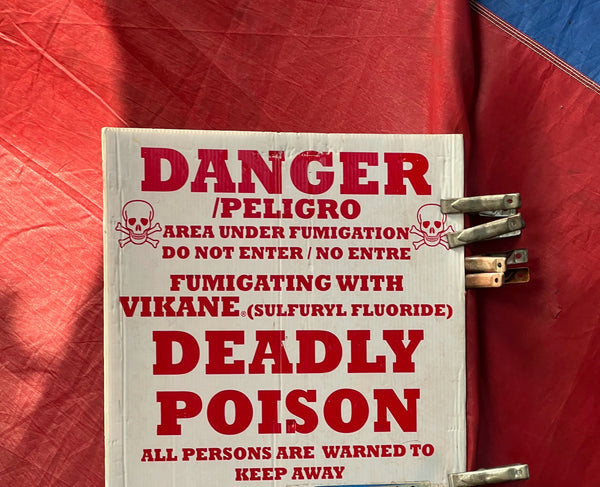 DANGER
/PELIGRO
AREA UNDER FUMIGATION
DO NOT ENTER / NO ENTRE
FUMIGATING WITH
VIKANE® (SULFURYL FLUORIDE)
DEADLY
POISON
ALL PERSONS ARE WARNED TO
KEEP AWAY